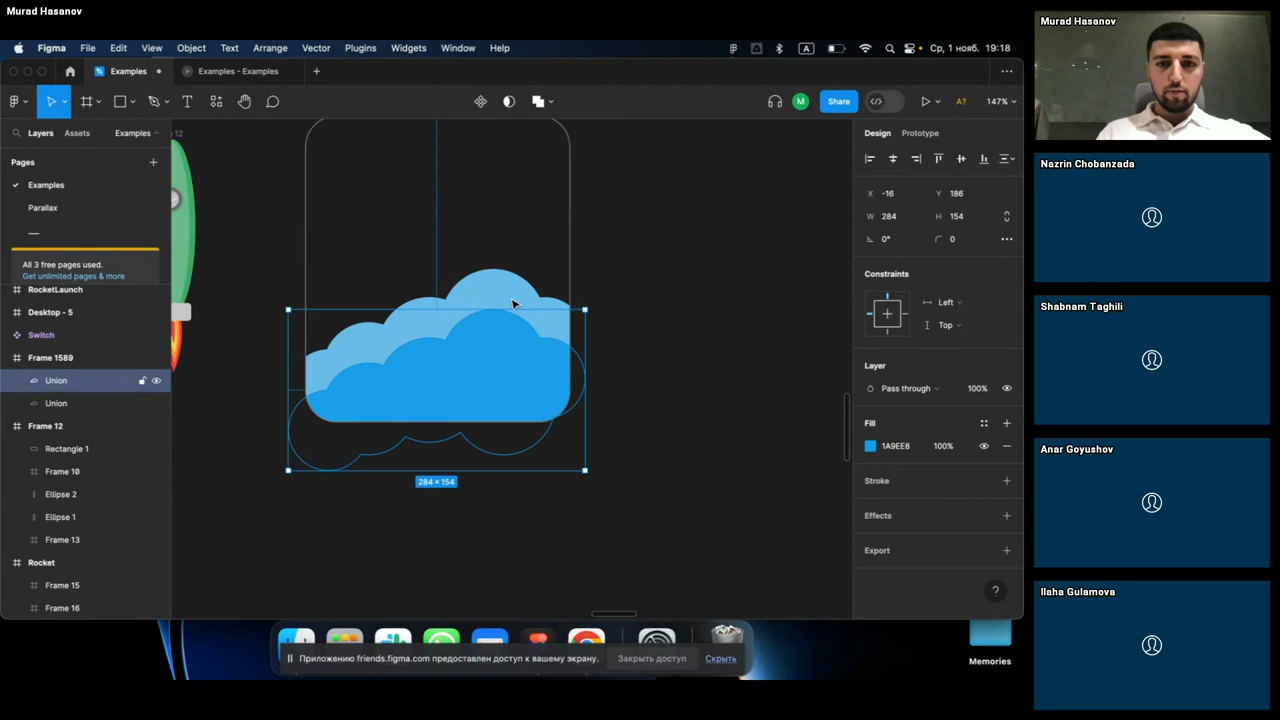 Murad Hasanov
Figma File Edit View Object Text Arrange Vector Plugins Widgets Window Help
A
Ср, 1 нояб. 19:18
Examples
Examples - Examples
M
Share
A?
147%
Layers Assets Examples
12
Pages
Examples
Parallax
All 3 free pages used.
Get unlimited pages & more
RocketLaunch
Desktop - 5
Switch
Frame 1589
Union
Union
Frame 12
Rectangle 1
Frame 10
Ellipse 2
Ellipse 1
Frame 13
Rocket
Frame 15
Frame 16
284 × 154
Design Prototype
X -16 Y 186
W 284 H 154
0° 0
Constraints
Left
Top
Layer
Pass through 100%
Fill
1A9EE8 100%
Stroke
Effects
Export
?
Приложению friends.figma.com предоставлен доступ к вашему экрану. Закрыть доступ Скрыть
Memories
Murad Hasanov
Nazrin Chobanzada
Shabnam Taghili
Anar Goyushov
Ilaha Gulamova